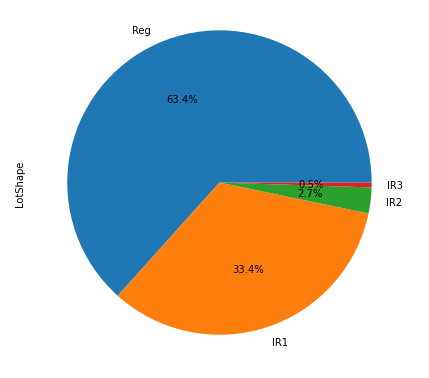 Reg
63.4%
LotShape
0.5%
IR3
2.7%
IR2
33.4%
IR1